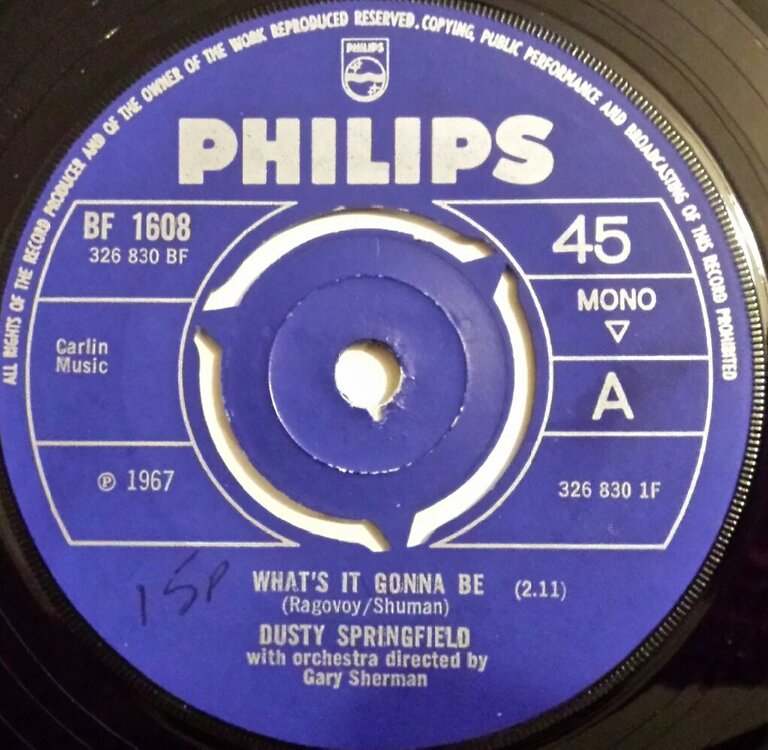 ALL RIGHTS OF THE RECORD PRODUCER AND OF THE OWNER OF THE WORK REPRODUCED RESERVED. COPYING, PUBLIC PERFORMANCE AND BROADCASTING OF THIS RECORD PROHIBITED
PHILIPS
PHILIPS
BF 1608
326 830 BF
45
MONO
Carlin
Music
A
℗ 1967
326 830 1F
15P
WHAT'S IT GONNA BE (2.11)
(Ragovoy/Shuman)
DUSTY SPRINGFIELD
with orchestra directed by
Gary Sherman